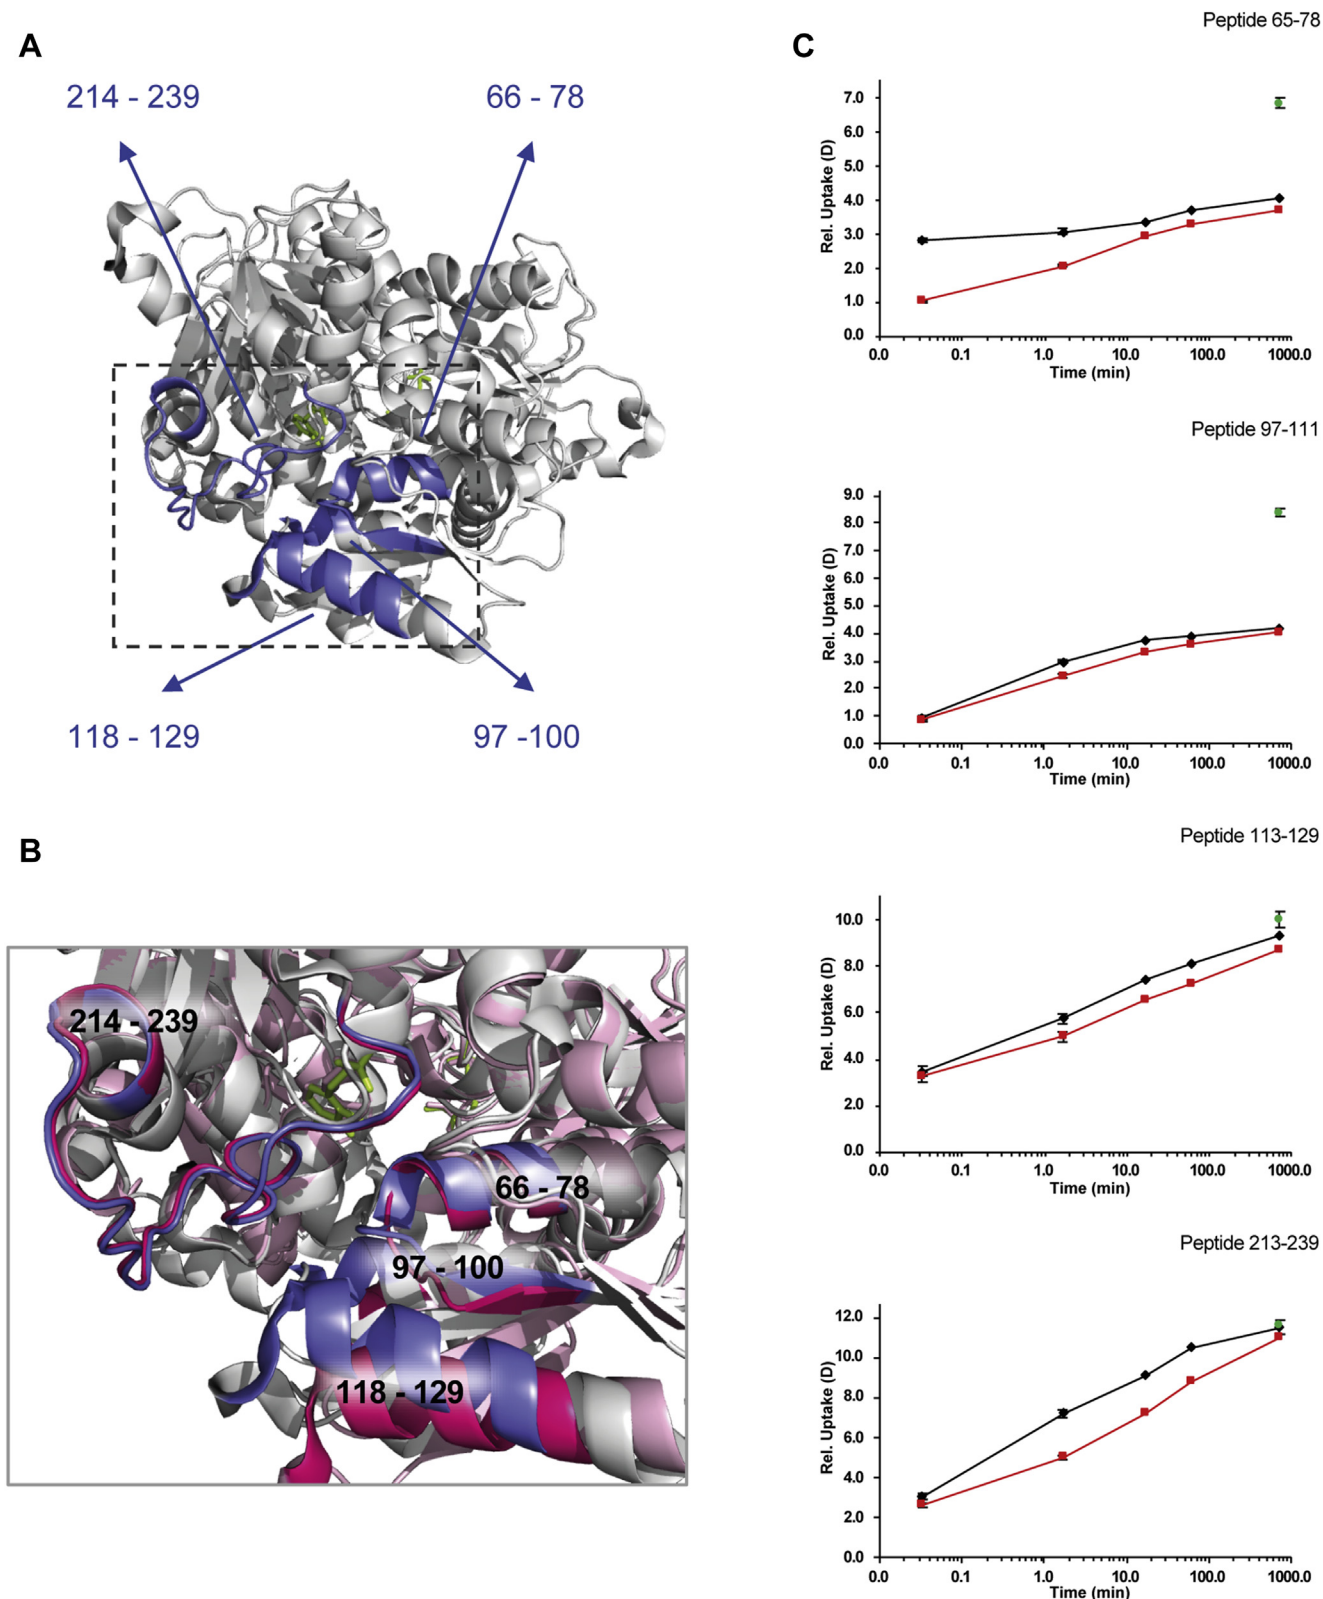 A
214 - 239
66 - 78
118 - 129
97 -100
B
214 - 239
66 - 78
97 - 100
118 - 129
C
Peptide 65-78
Rel. Uptake (D)
7.0
6.0
5.0
4.0
3.0
2.0
1.0
0.0
0.0 0.1 1.0 10.0 100.0 1000.0
Time (min)
Peptide 97-111
Rel. Uptake (D)
9.0
8.0
7.0
6.0
5.0
4.0
3.0
2.0
1.0
0.0
0.0 0.1 1.0 10.0 100.0 1000.0
Time (min)
Peptide 113-129
Rel. Uptake (D)
10.0
8.0
6.0
4.0
2.0
0.0
0.0 0.1 1.0 10.0 100.0 1000.0
Time (min)
Peptide 213-239
Rel. Uptake (D)
12.0
10.0
8.0
6.0
4.0
2.0
0.0
0.0 0.1 1.0 10.0 100.0 1000.0
Time (min)